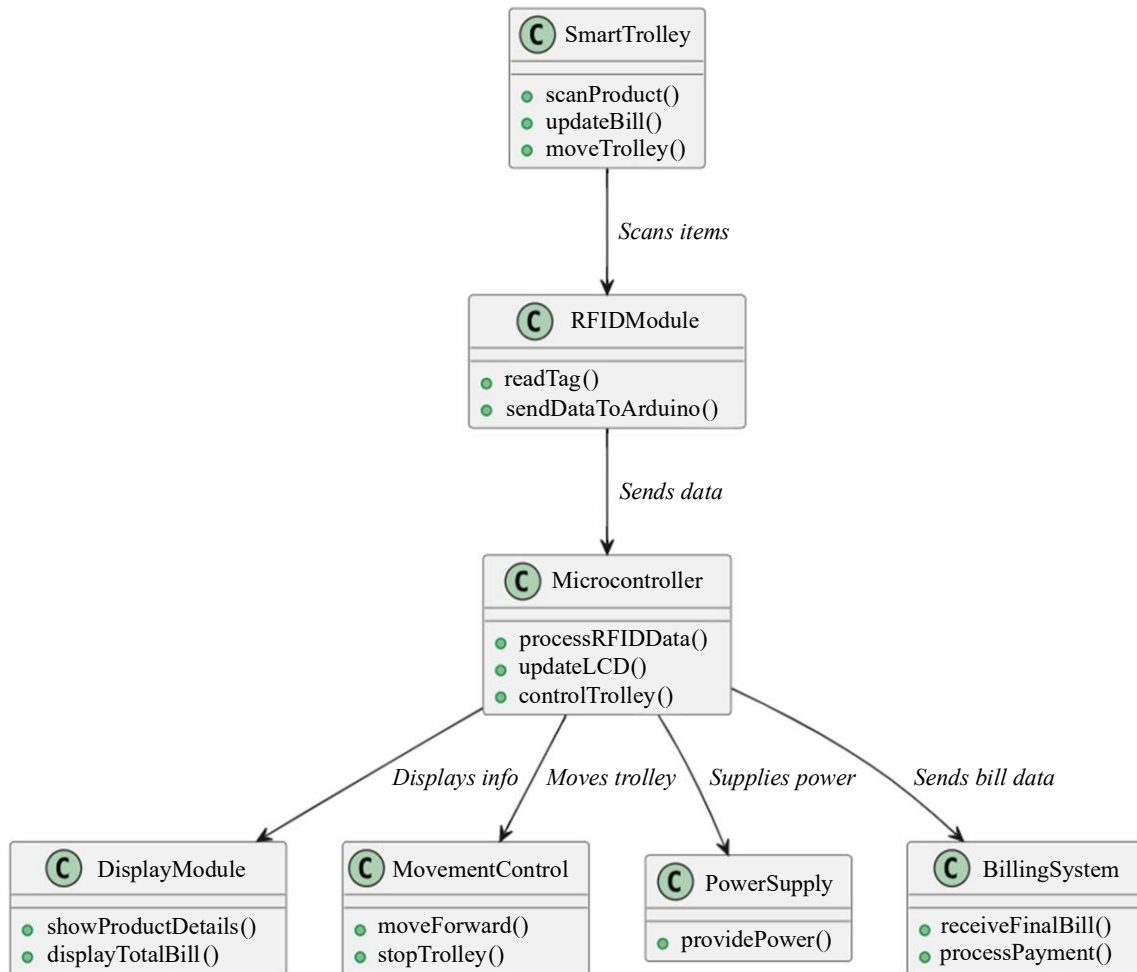 C SmartTrolley
scanProduct()
updateBill()
moveTrolley()
Scans items
C RFIDModule
readTag()
sendDataToArduino()
Sends data
C Microcontroller
processRFIDData()
updateLCD()
controlTrolley()
Displays info
Moves trolley
Supplies power
Sends bill data
C DisplayModule
showProductDetails()
displayTotalBill()
C MovementControl
moveForward()
stopTrolley()
C PowerSupply
providePower()
C BillingSystem
receiveFinalBill()
processPayment()